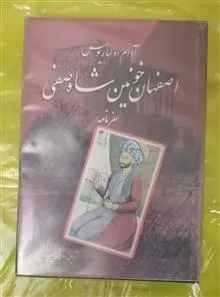 آدام اولئاریوس
اصفهان خونین شاه صفی
سفرنامه